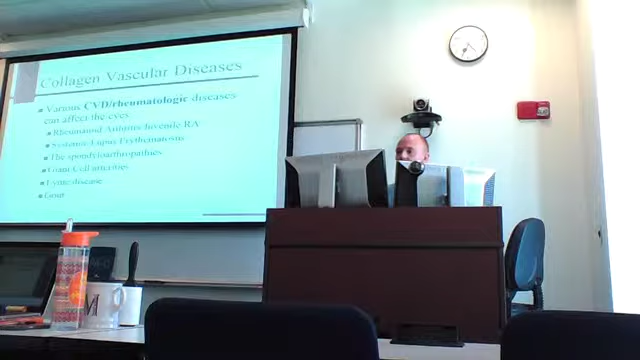 Collagen Vascular Diseases
Various CVD/rheumatologic diseases
can affect the eyes
Rheumatoid Arthritis/Juvenile RA
Systemic Lupus Erythematosus
The spondyloarthropathies
Giant Cell arteritis
Lyme disease
Gout
M